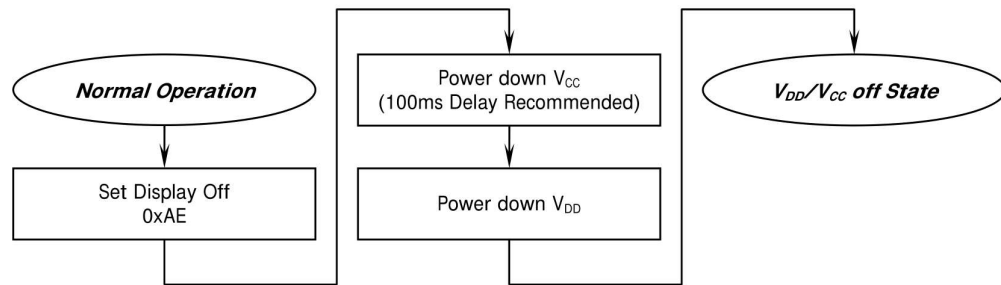 Normal Operation
Set Display Off
0xAE
Power down VCC
(100ms Delay Recommended)
Power down VDD
VDD/VCC off State